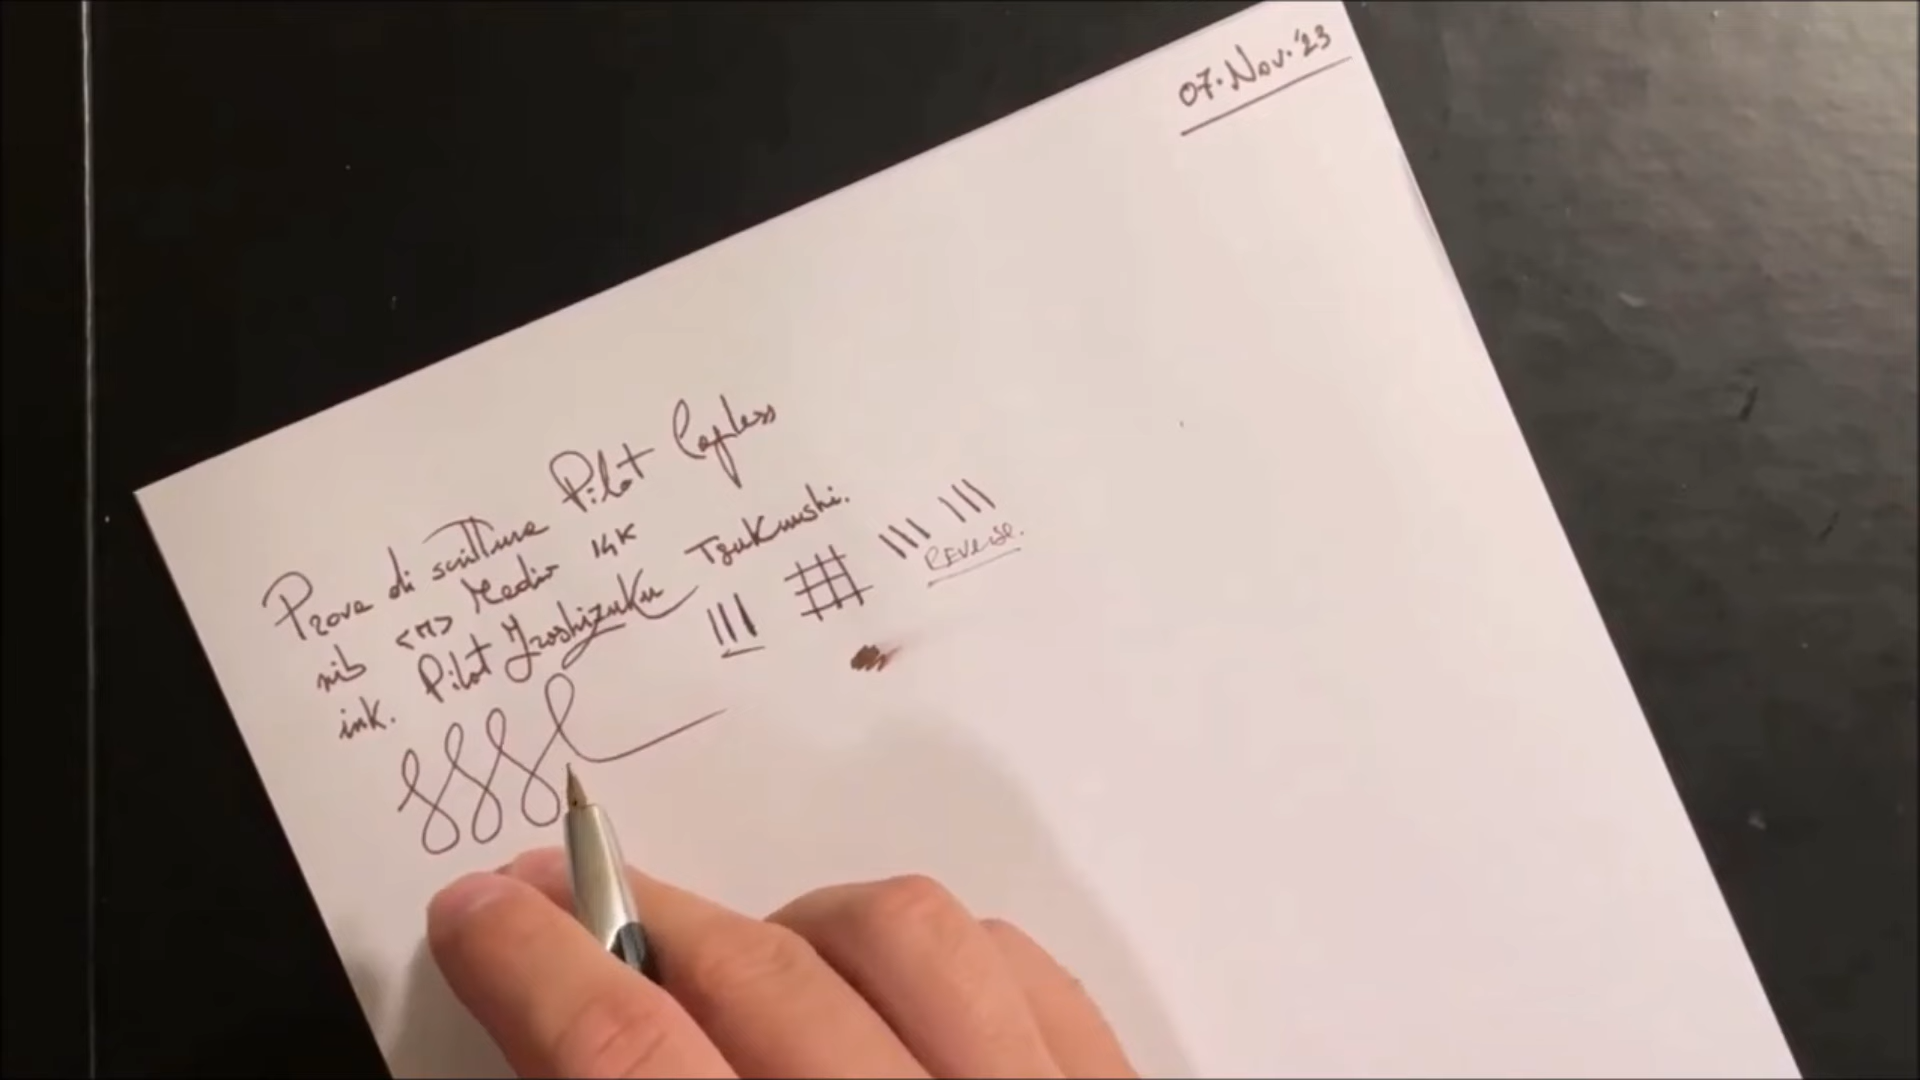 07. Nov. '23
Prova di scrittura Pilot Capless
nib <M> Medio 14K
ink. Pilot Iroshizuku Tsukushi.
Reverse.